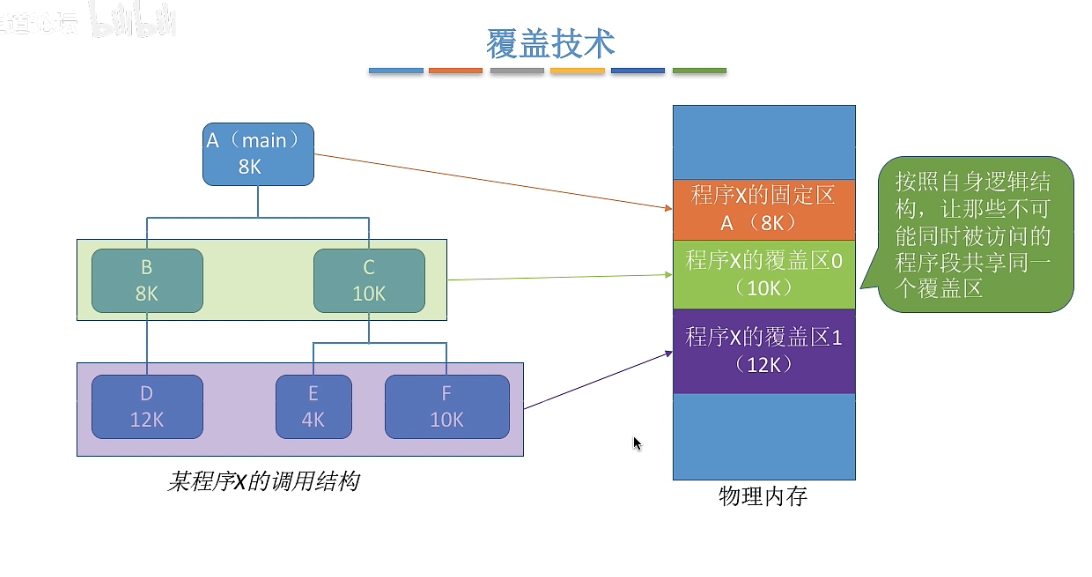 覆盖技术
A（main）
8K
B
8K
C
10K
D
12K
E
4K
F
10K
某程序X的调用结构
程序X的固定区
A （8K）
程序X的覆盖区0
（10K）
程序X的覆盖区1
（12K）
物理内存
按照自身逻辑结
构，让那些不可
能同时被访问的
程序段共享同一
个覆盖区